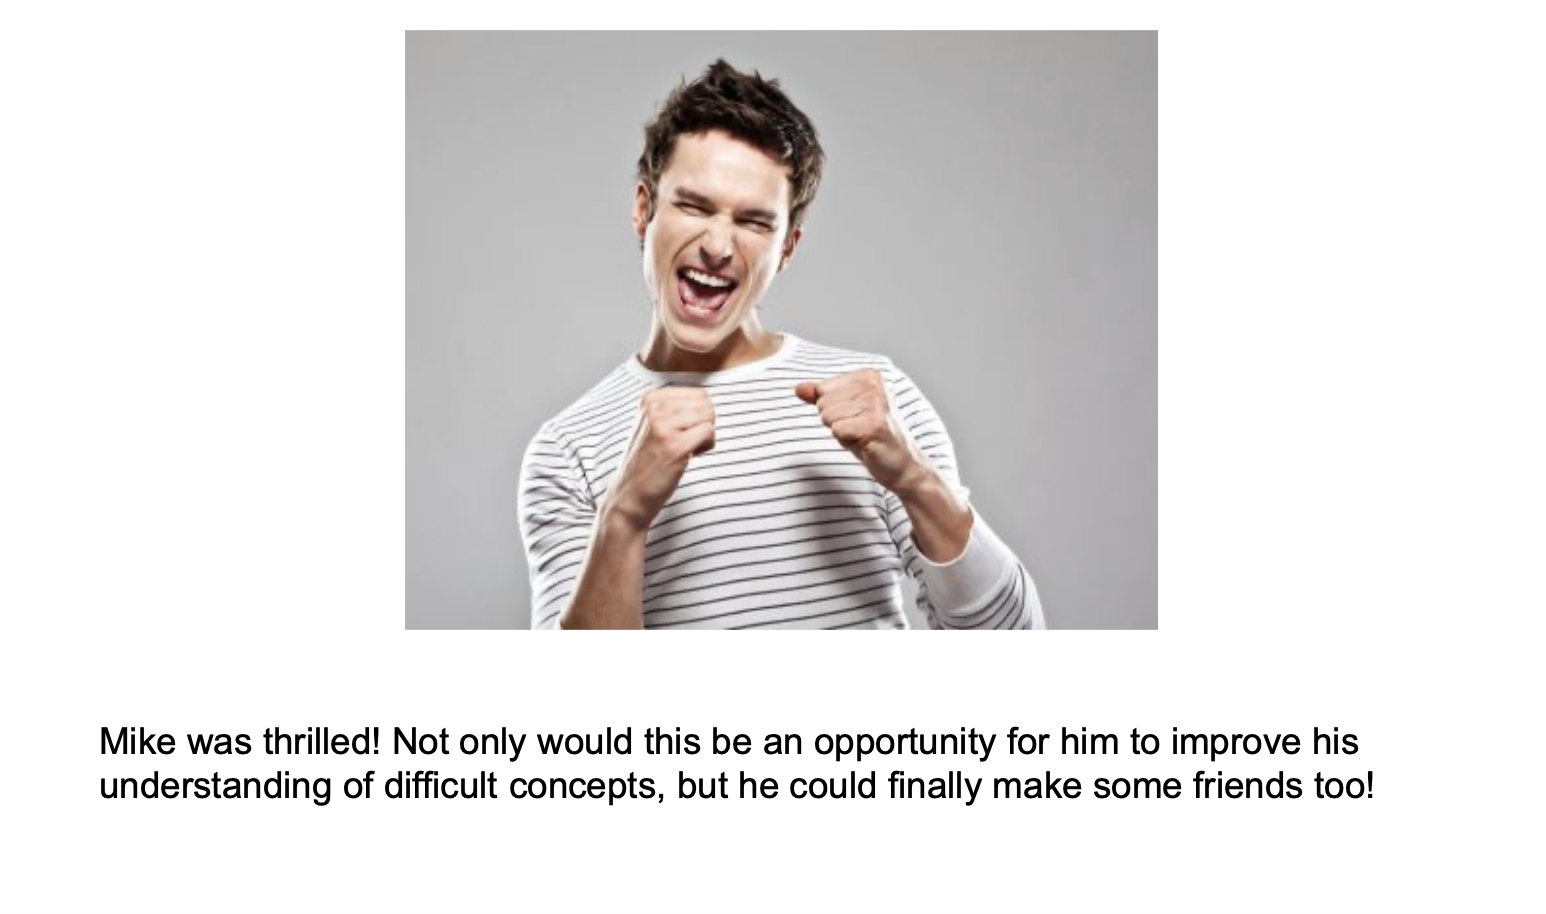 Mike was thrilled! Not only would this be an opportunity for him to improve his
understanding of difficult concepts, but he could finally make some friends too!